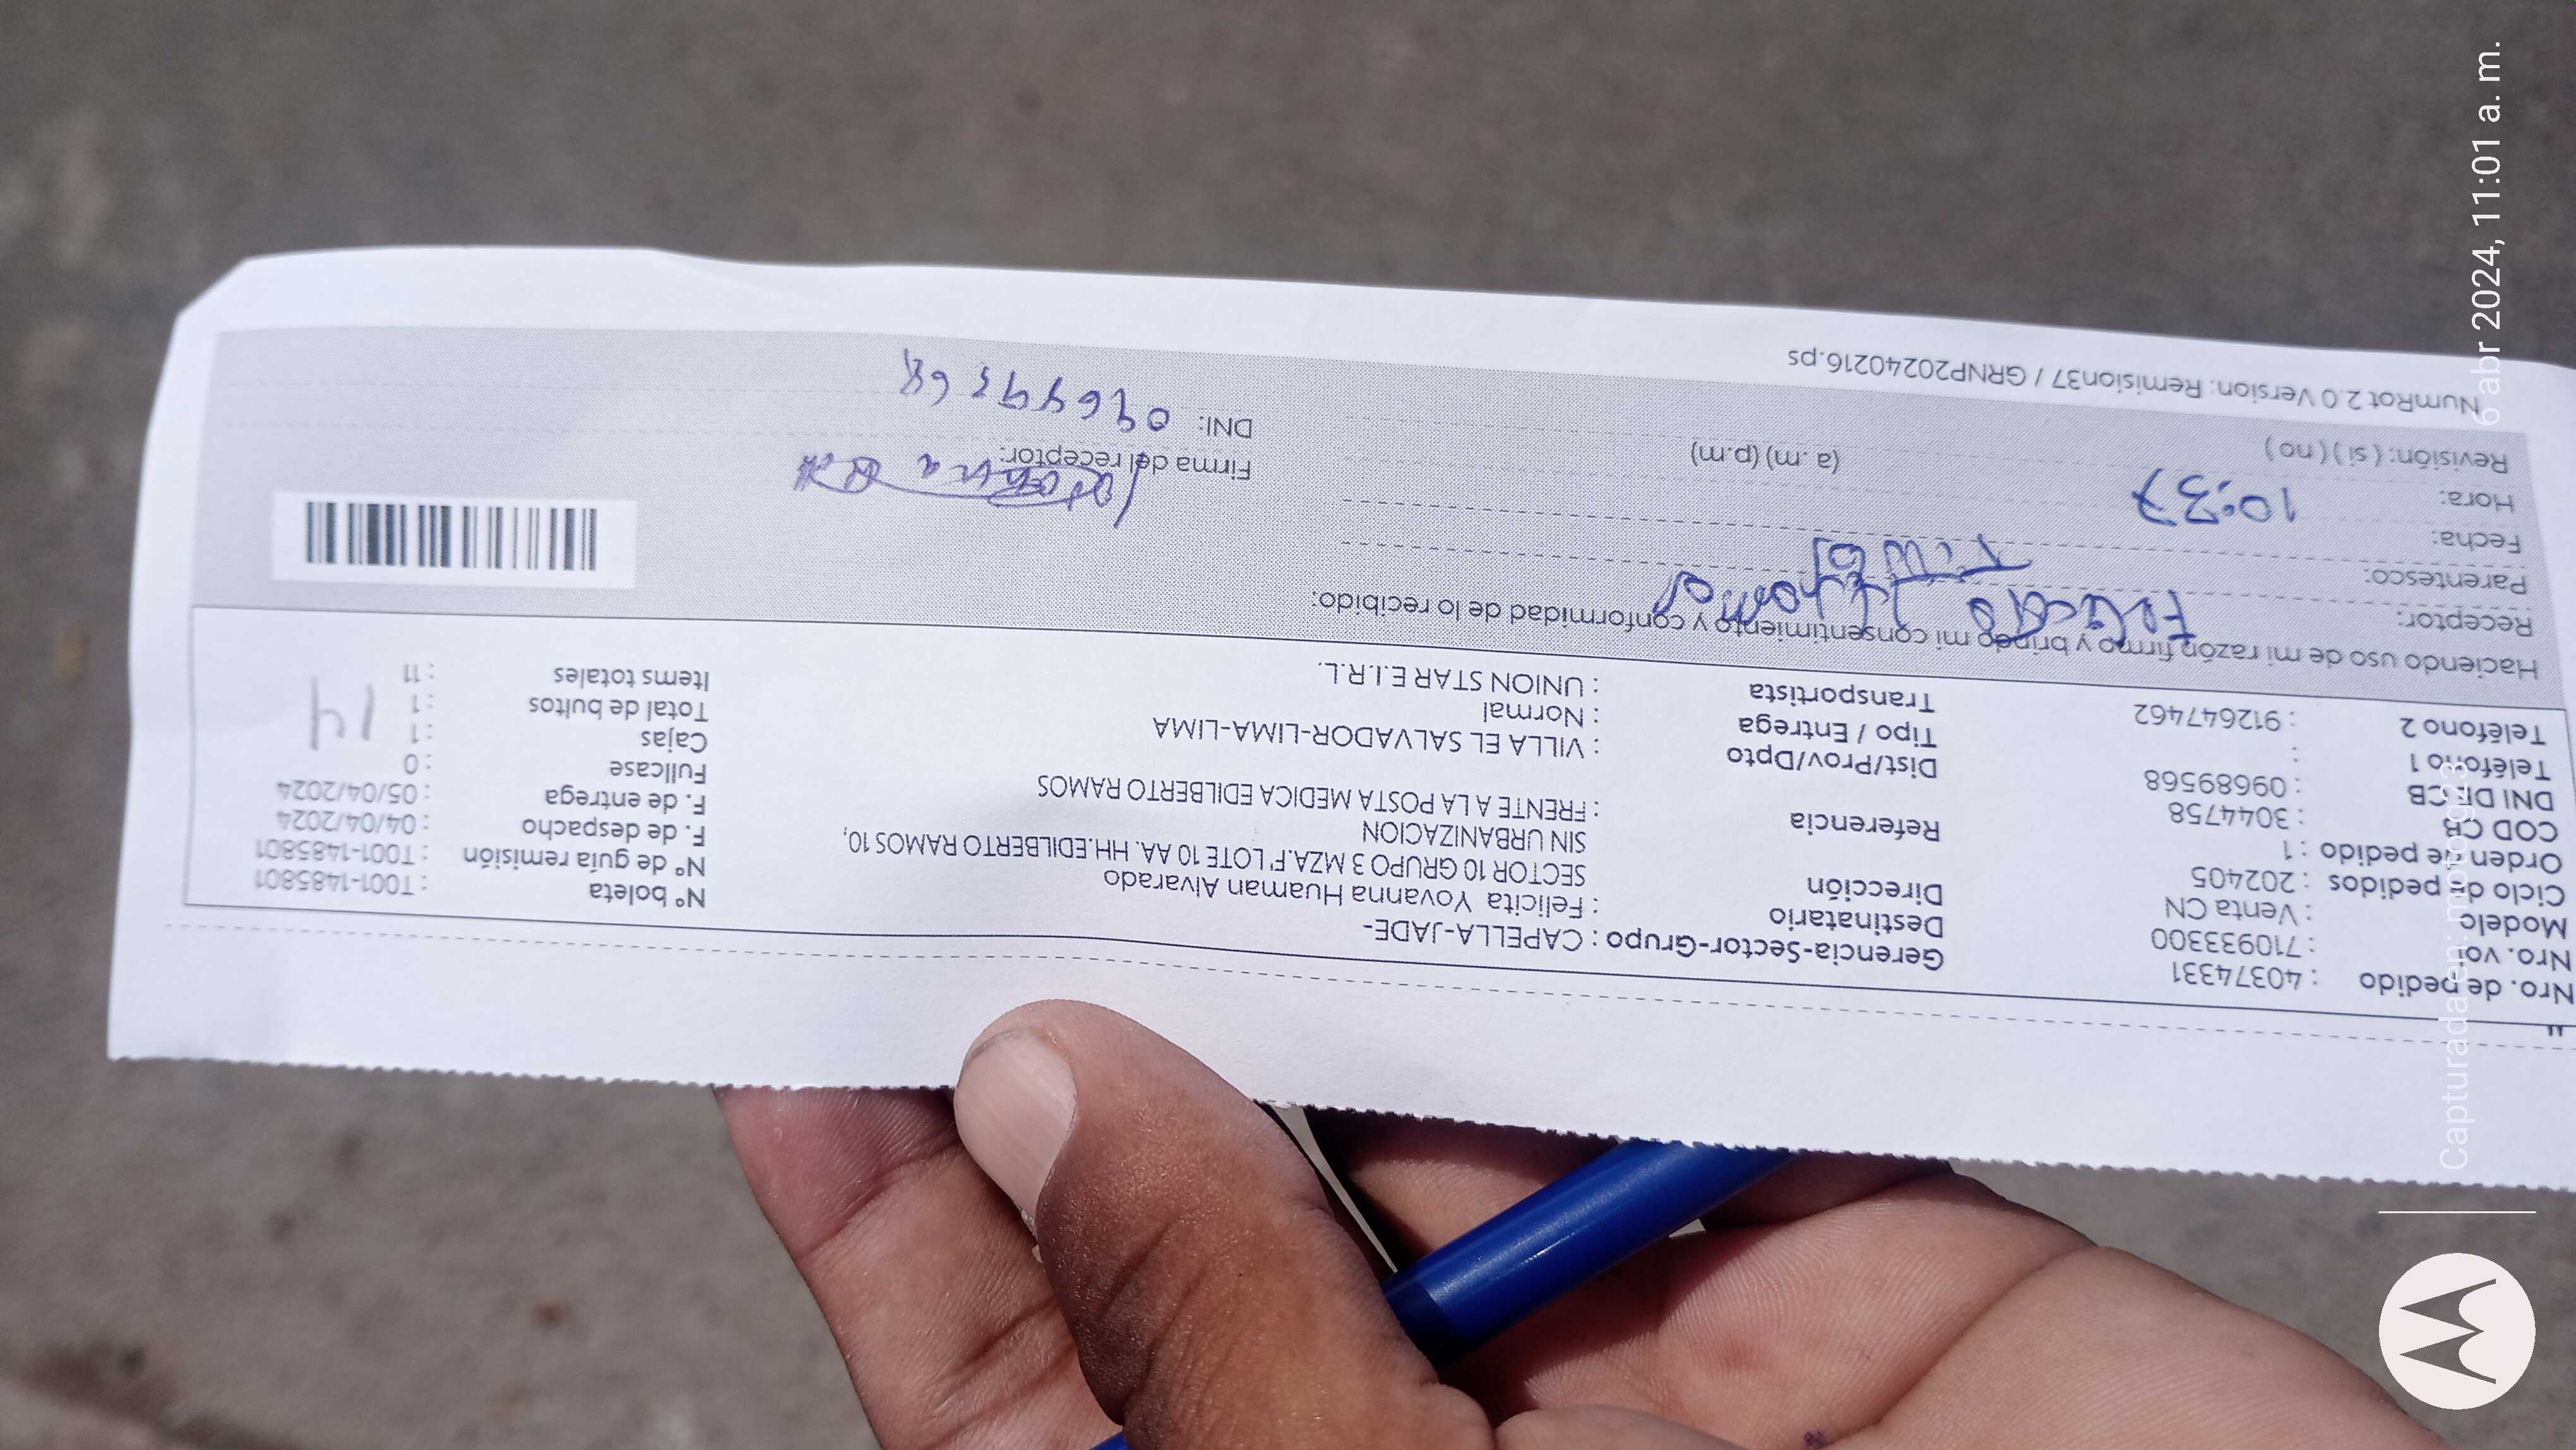 Nro. de pedido : 40374331
Nro. vol : 710933300
Modelo : Venta CN
Ciclo de pedidos : 202405
Orden de pedido : 1
COD CB : 3044758
DNI DE CB : 09689568
Teléfono 1 :
Teléfono 2 : 912647462
Gerencia-Sector-Grupo : CAPELLA-JADE-
Destinatario : Felicita Yovanna Huaman Alvarado
Dirección SECTOR 10 GRUPO 3 MZA.F' LOTE 10 AA. HH.EDILBERTO RAMOS 10,
SIN URBANIZACION
Referencia : FRENTE A LA POSTA MEDICA EDILBERTO RAMOS
Dist/Prov/Dpto : VILLA EL SALVADOR-LIMA-LIMA
Tipo / Entrega : Normal
Transportista : UNION STAR E.I.R.L.
N° boleta : T001-1485801
N° de guía remisión : T001-1485801
F. de despacho : 04/04/2024
F. de entrega : 05/04/2024
Fullcase : 0
Cajas : 1
Total de bultos : 1
Items totales : 11
14
Haciendo uso de mi razón firmo y brindo mi consentimiento y conformidad de lo recibido:
Receptor:
Parentesco:
Fecha:
Hora: 10:37
(a. m) (p.m)
Revisión: ( si ) ( no )
Firma del receptor:
DNI:
NumRot 2.0 Version: Remision37 / GRNP20240216.ps
Capturada en: moto g13
6 abr 2024, 11:01 a. m.